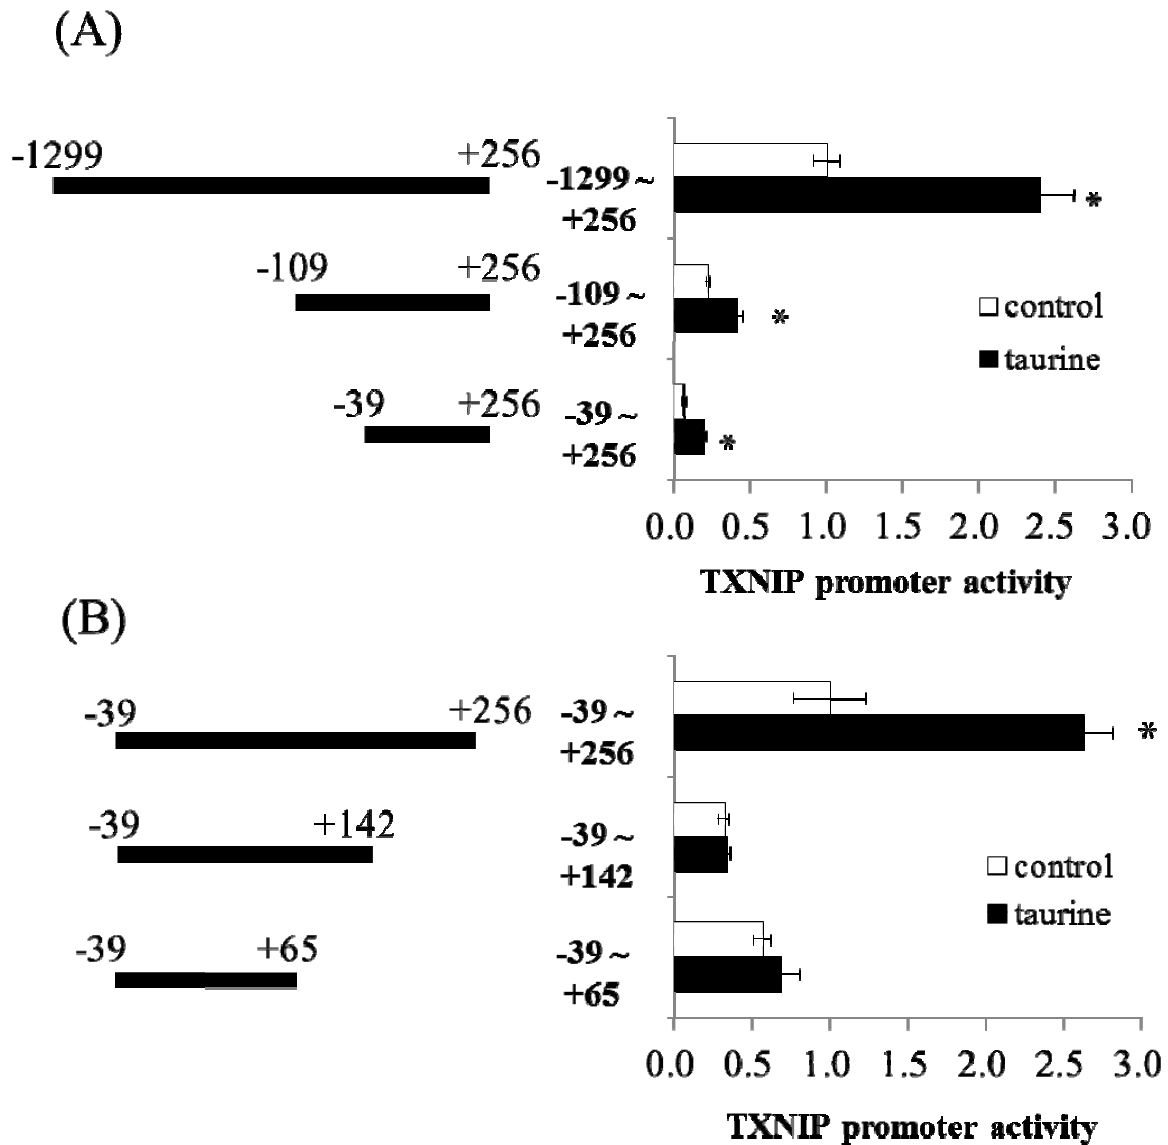 (A)
-1299 +256
-1299 ~
+256
*
-109 +256
-109 ~
+256
*
control
taurine
-39 +256
-39 ~
+256
*
0.0 0.5 1.0 1.5 2.0 2.5 3.0
TXNIP promoter activity
(B)
-39 +256
-39 ~
+256
*
-39 +142
-39 ~
+142
control
taurine
-39 +65
-39 ~
+65
0.0 0.5 1.0 1.5 2.0 2.5 3.0
TXNIP promoter activity